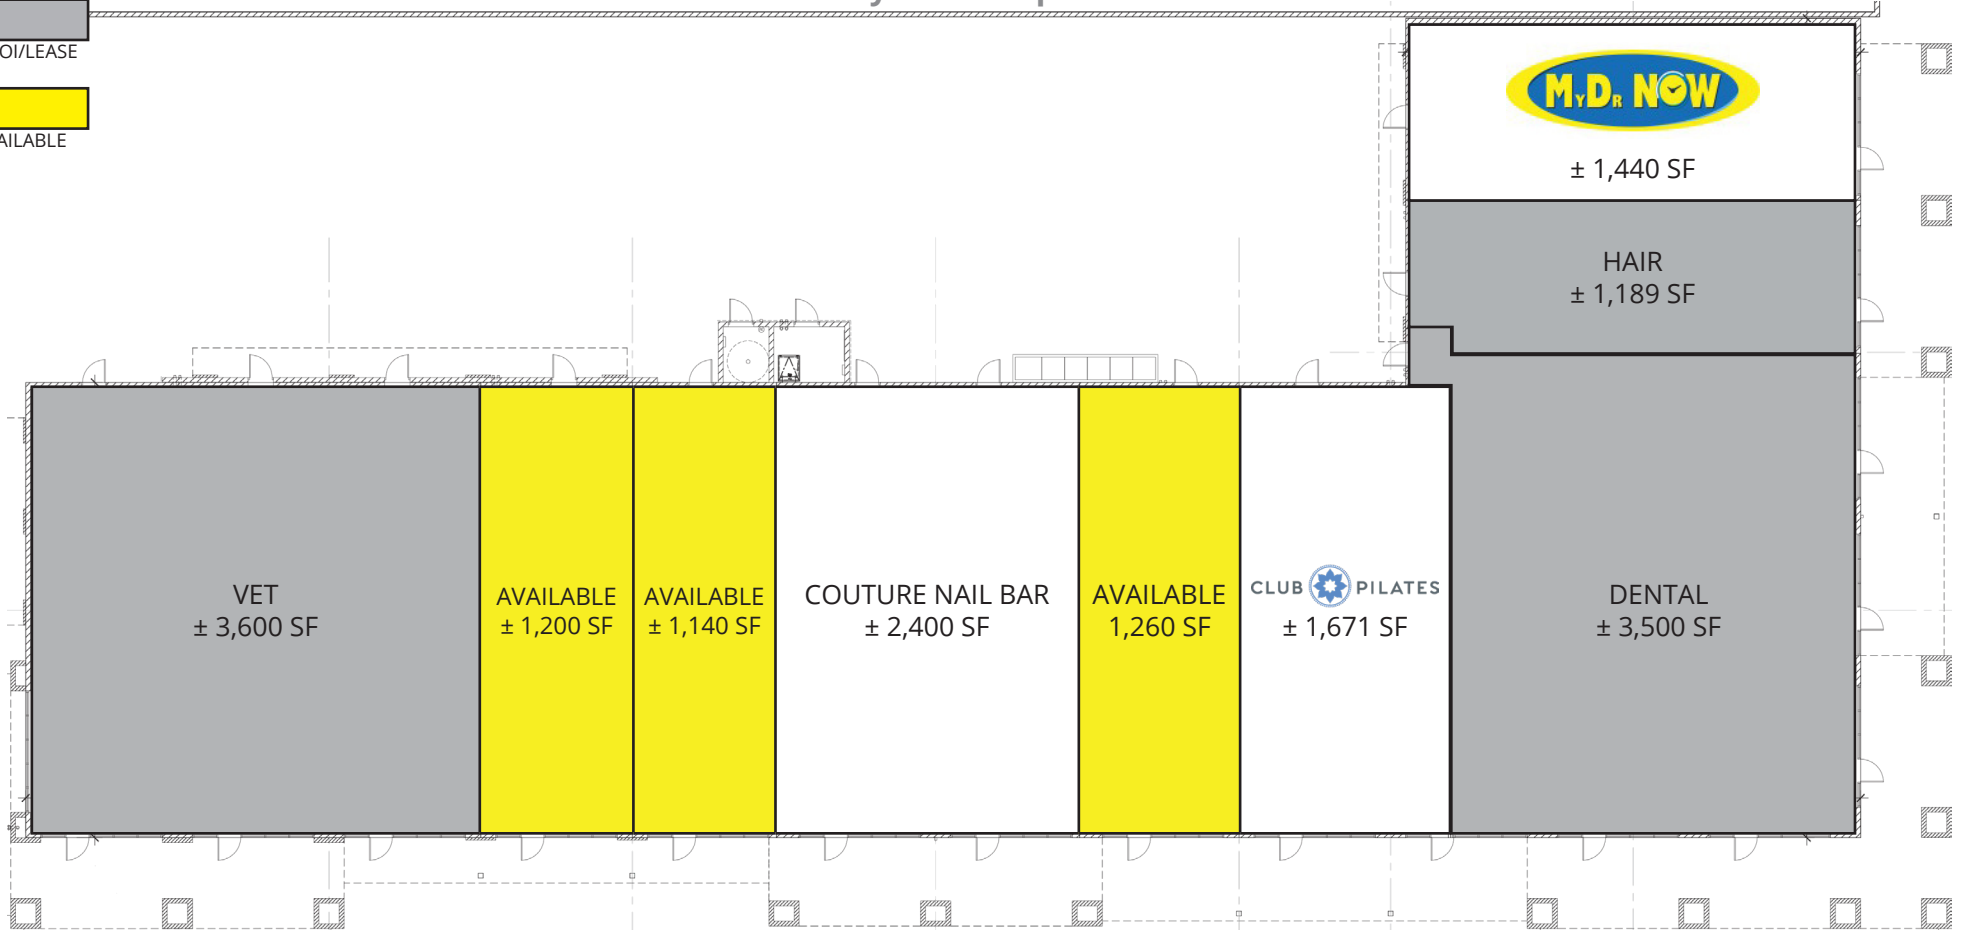 OI/LEASE
AILABLE
MYDR NOW
± 1,440 SF
HAIR
± 1,189 SF
VET
± 3,600 SF
AVAILABLE
± 1,200 SF
AVAILABLE
± 1,140 SF
COUTURE NAIL BAR
± 2,400 SF
AVAILABLE
1,260 SF
CLUB PILATES
± 1,671 SF
DENTAL
± 3,500 SF